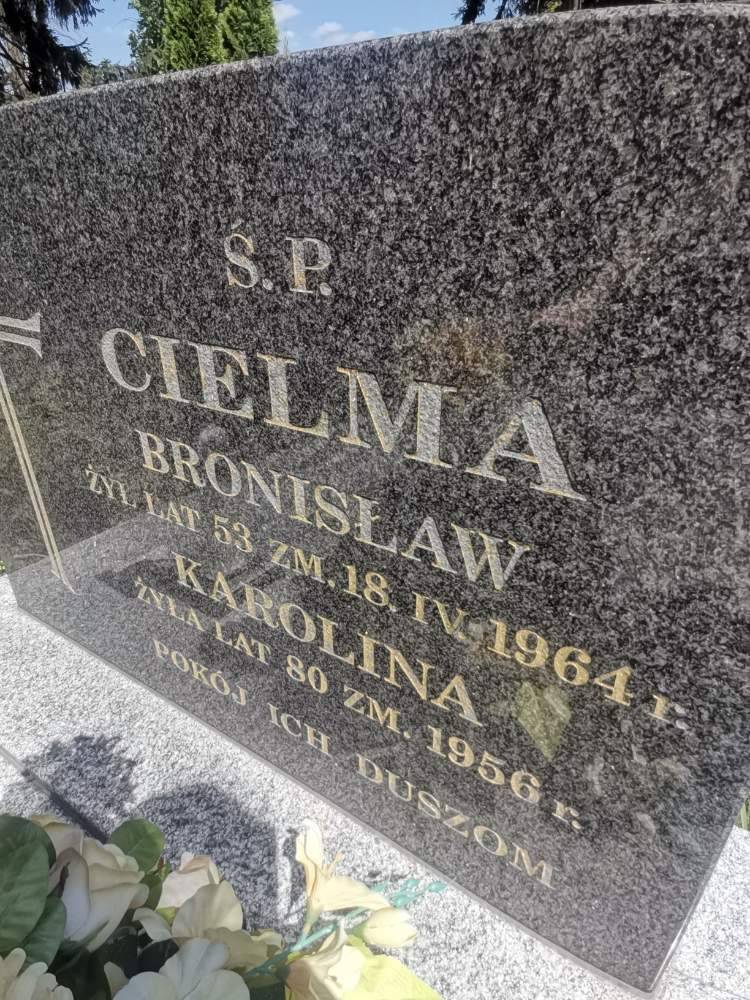 Ś.P.
CIELMA
BRONISŁAW
ŻYŁ LAT 53 ZM. 18. IV. 1964 r.
KAROLINA
ŻYŁA LAT 80 ZM. 1956 r.
POKÓJ ICH DUSZOM